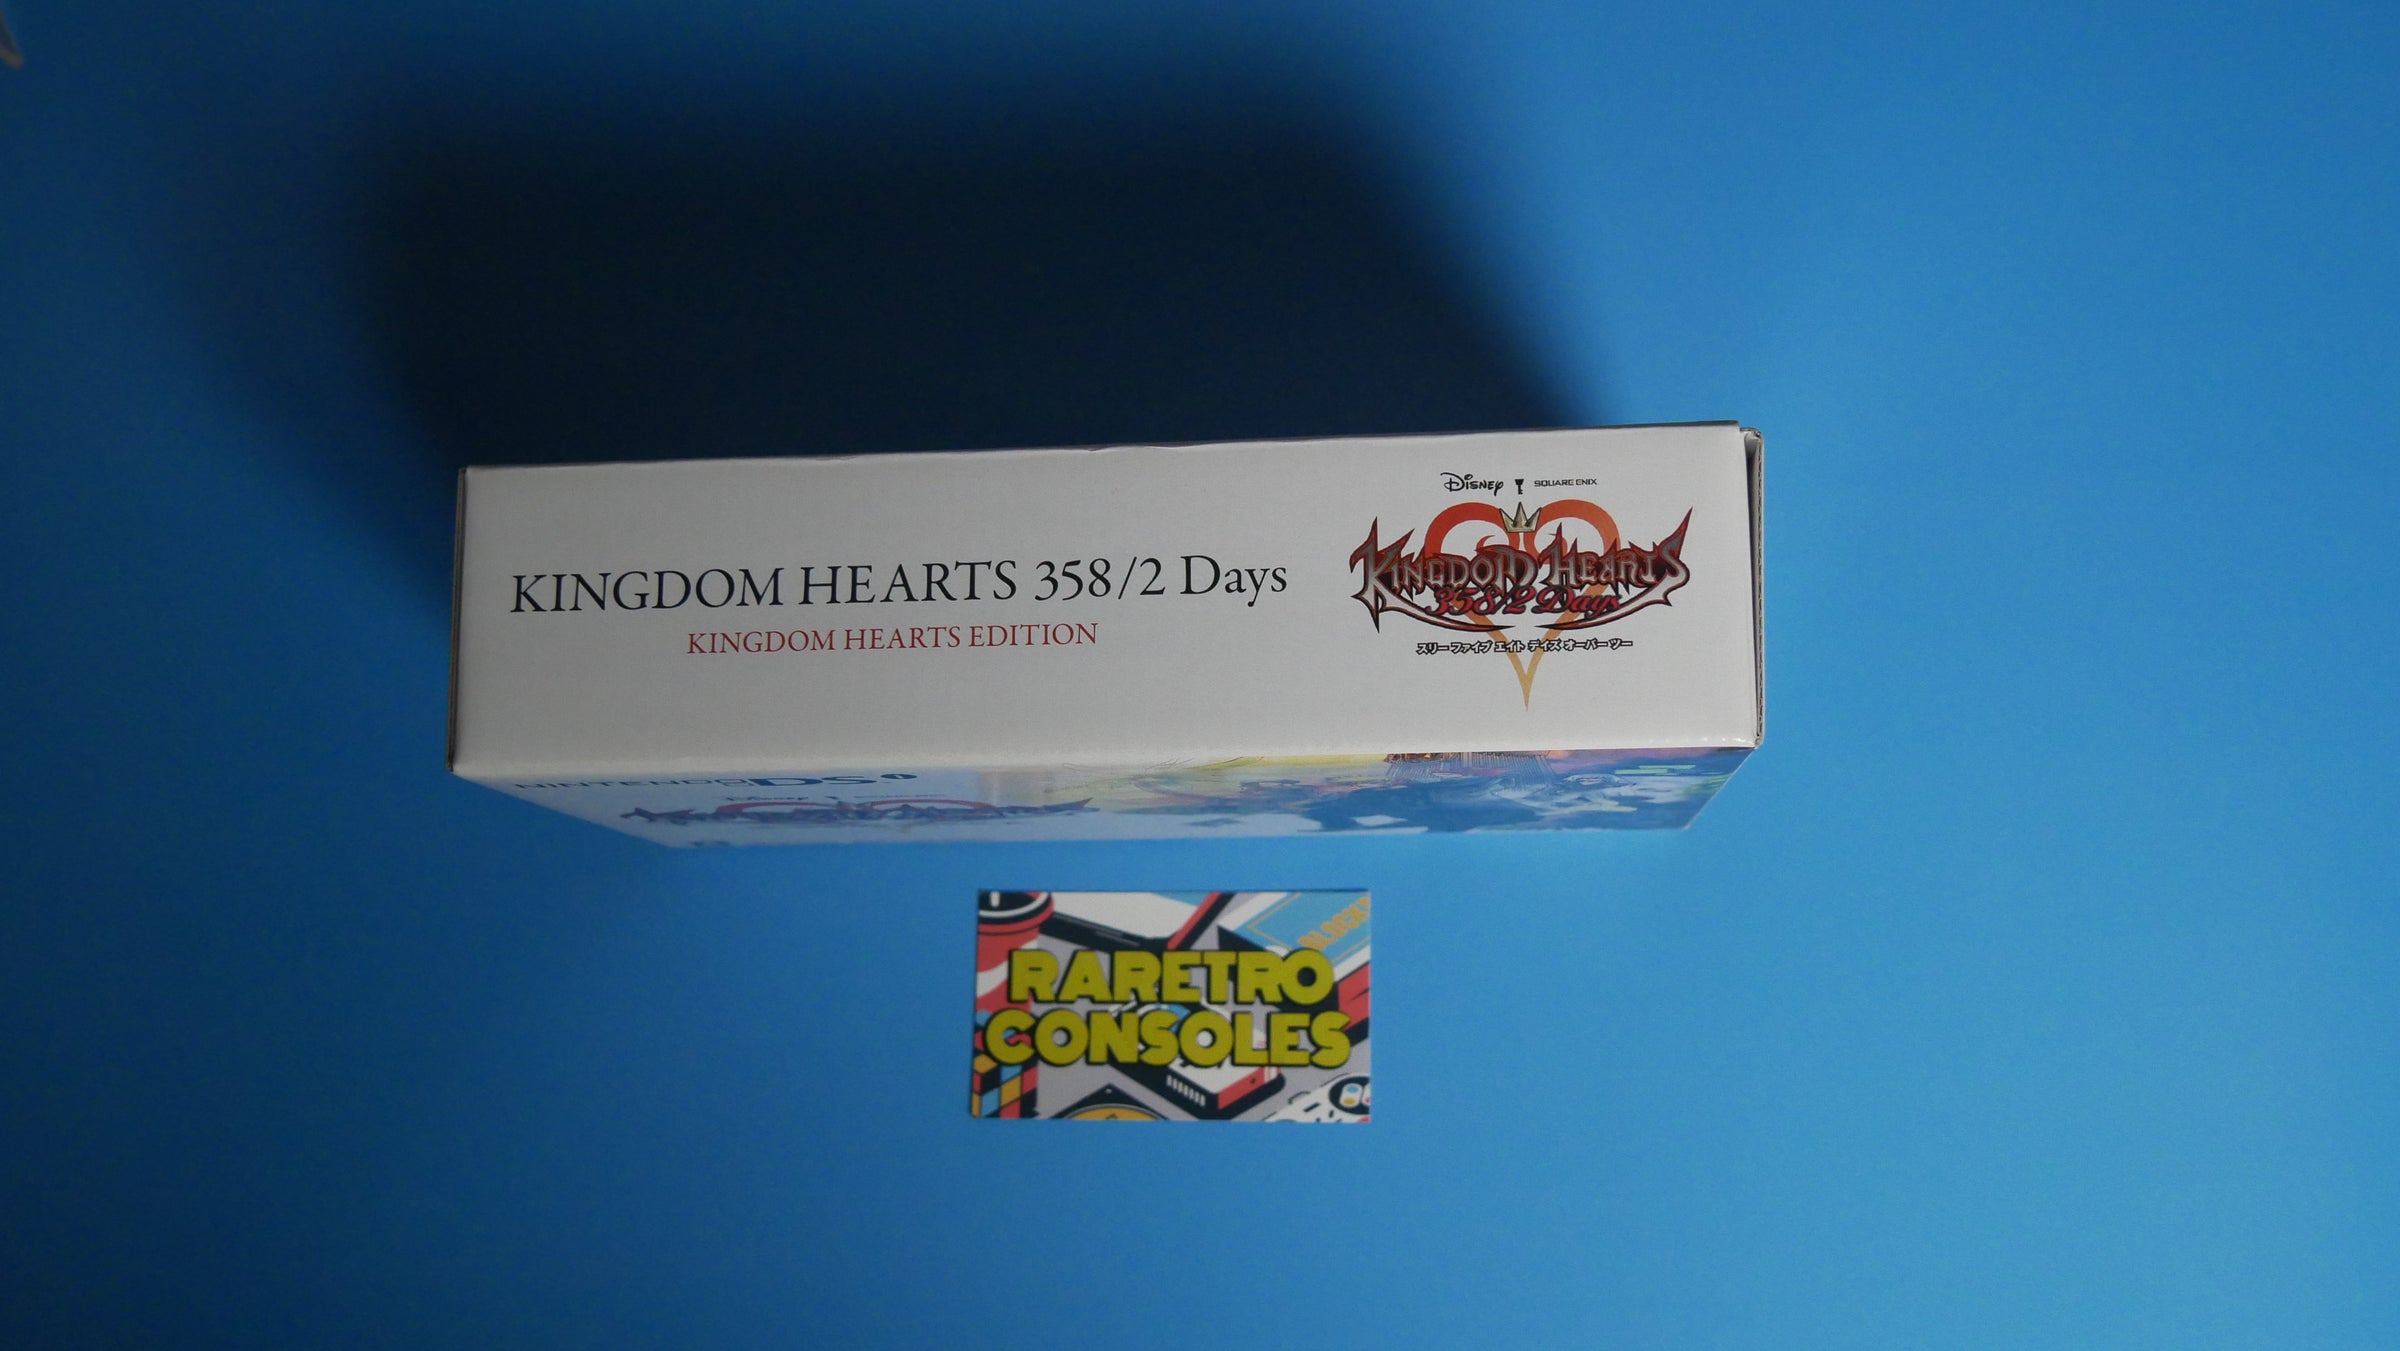 Disney SQUARE ENIX
KINGDOM HEARTS 358/2 Days
KINGDOM HEARTS EDITION
KINGDOM HEARTS
358/2 Days
スリー ファイブ エイト デイズ オーバー ツー
NINTENDO DSi
Disney
RARETRO
CONSOLES